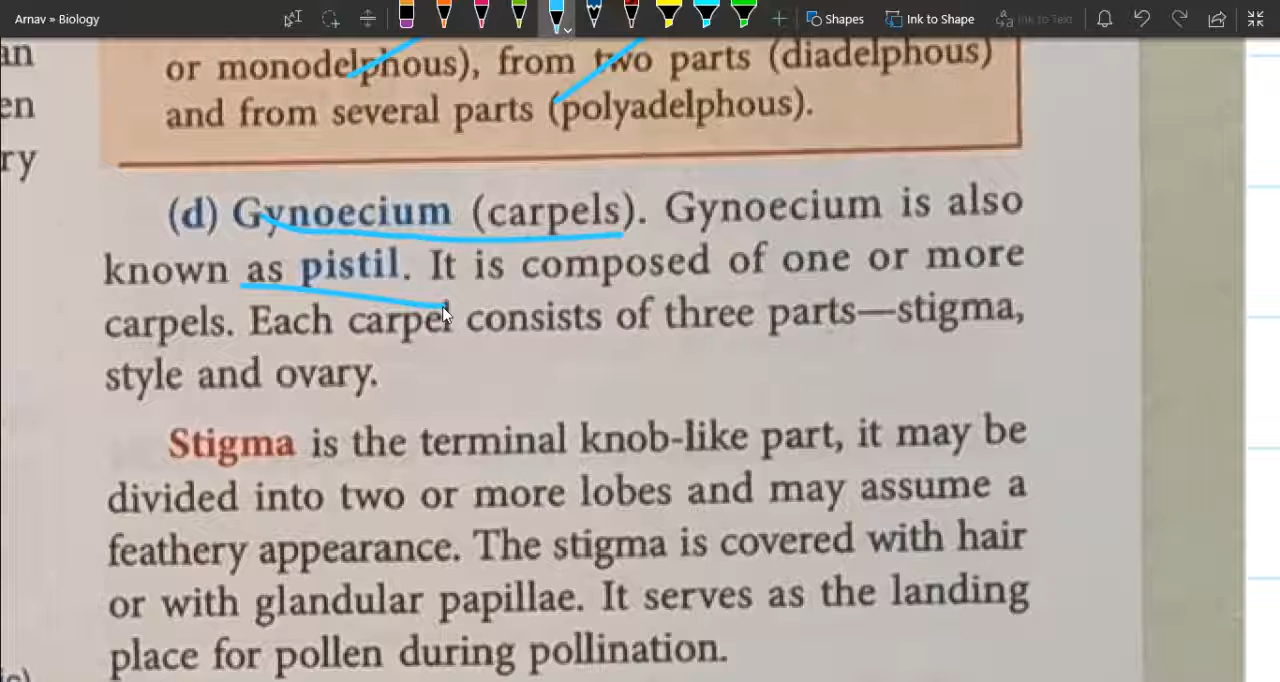 Arnav » Biology
Shapes
Ink to Shape
Ink to Text
an
en
ry
or monodelphous), from two parts (diadelphous)
and from several parts (polyadelphous).
(d) Gynoecium (carpels). Gynoecium is also
known as pistil. It is composed of one or more
carpels. Each carpel consists of three parts—stigma,
style and ovary.
Stigma is the terminal knob-like part, it may be
divided into two or more lobes and may assume a
feathery appearance. The stigma is covered with hair
or with glandular papillae. It serves as the landing
place for pollen during pollination.